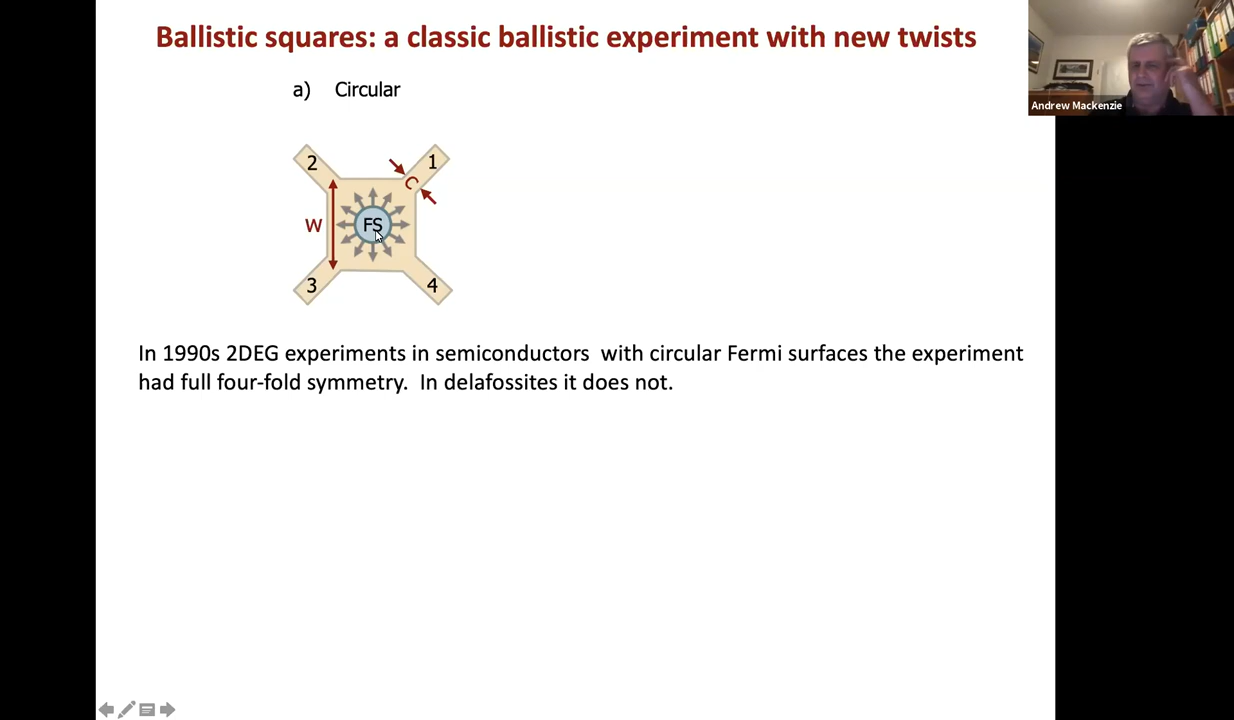 Ballistic squares: a classic ballistic experiment with new twists
Andrew Mackenzie
a) Circular
2
1
C
W
FS
3
4
In 1990s 2DEG experiments in semiconductors with circular Fermi surfaces the experiment
had full four-fold symmetry. In delafossites it does not.